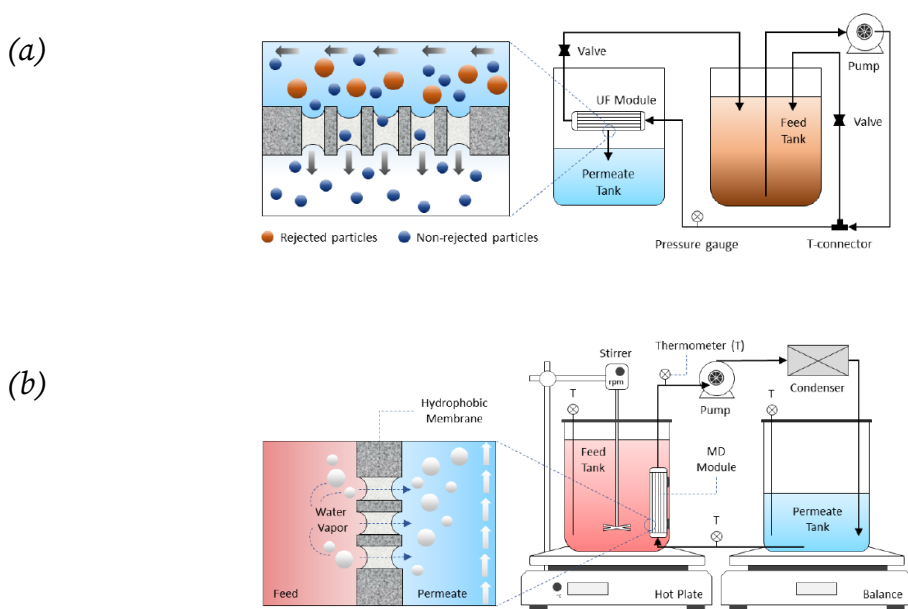 (a)
Valve
Pump
UF Module
Feed
Tank
Valve
Permeate
Tank
Rejected particles
Non-rejected particles
Pressure gauge
T-connector
(b)
Thermometer (T)
Stirrer
rpm
Condenser
Pump
T
T
Hydrophobic
Membrane
Feed
Tank
MD
Module
Water
Vapor
T
Permeate
Tank
Feed
Permeate
°C
Hot Plate
Balance